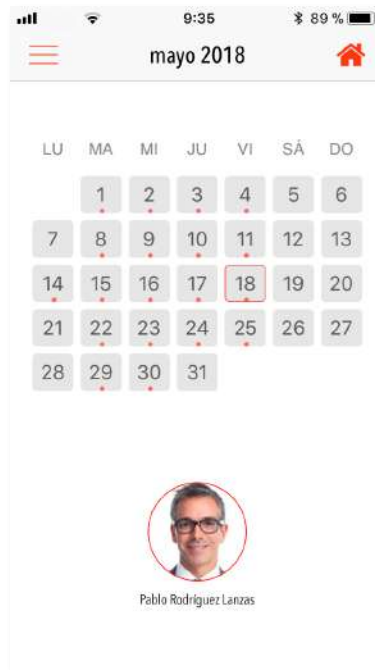 9:35 89 %
mayo 2018
LU MA MI JU VI SÁ DO
1 2 3 4 5 6
7 8 9 10 11 12 13
14 15 16 17 18 19 20
21 22 23 24 25 26 27
28 29 30 31
Pablo Rodríguez Lanzas